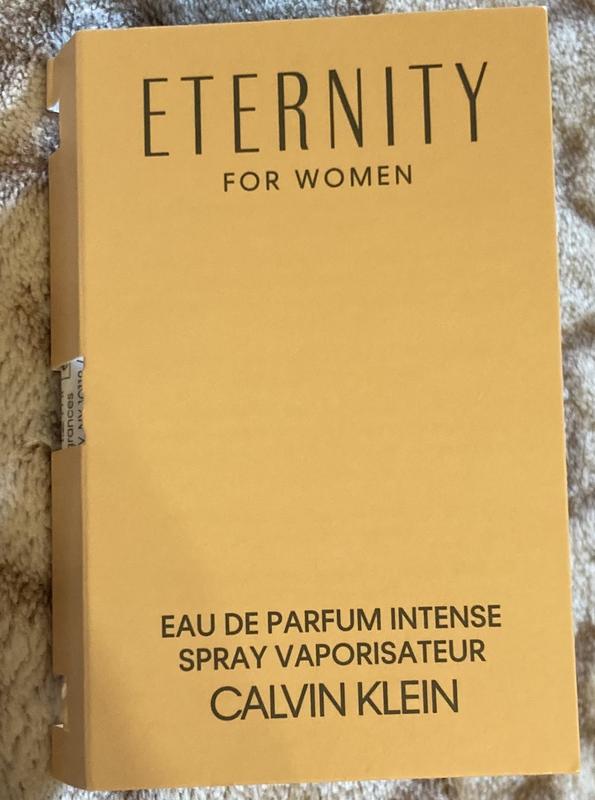 ETERNITY
FOR WOMEN
EAU DE PARFUM INTENSE
SPRAY VAPORISATEUR
CALVIN KLEIN